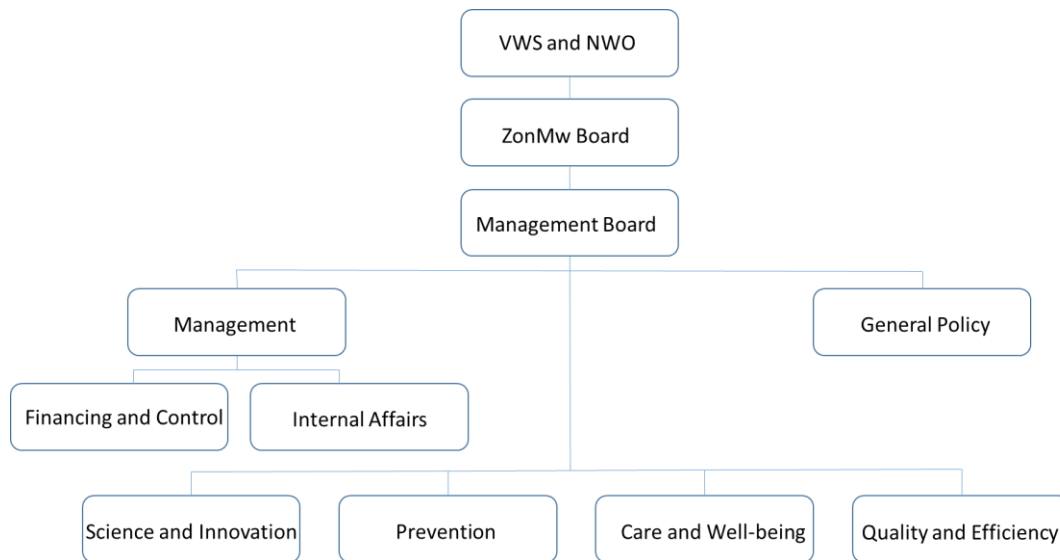 VWS and NWO
ZonMw Board
Management Board
Management
General Policy
Financing and Control
Internal Affairs
Science and Innovation
Prevention
Care and Well-being
Quality and Efficiency